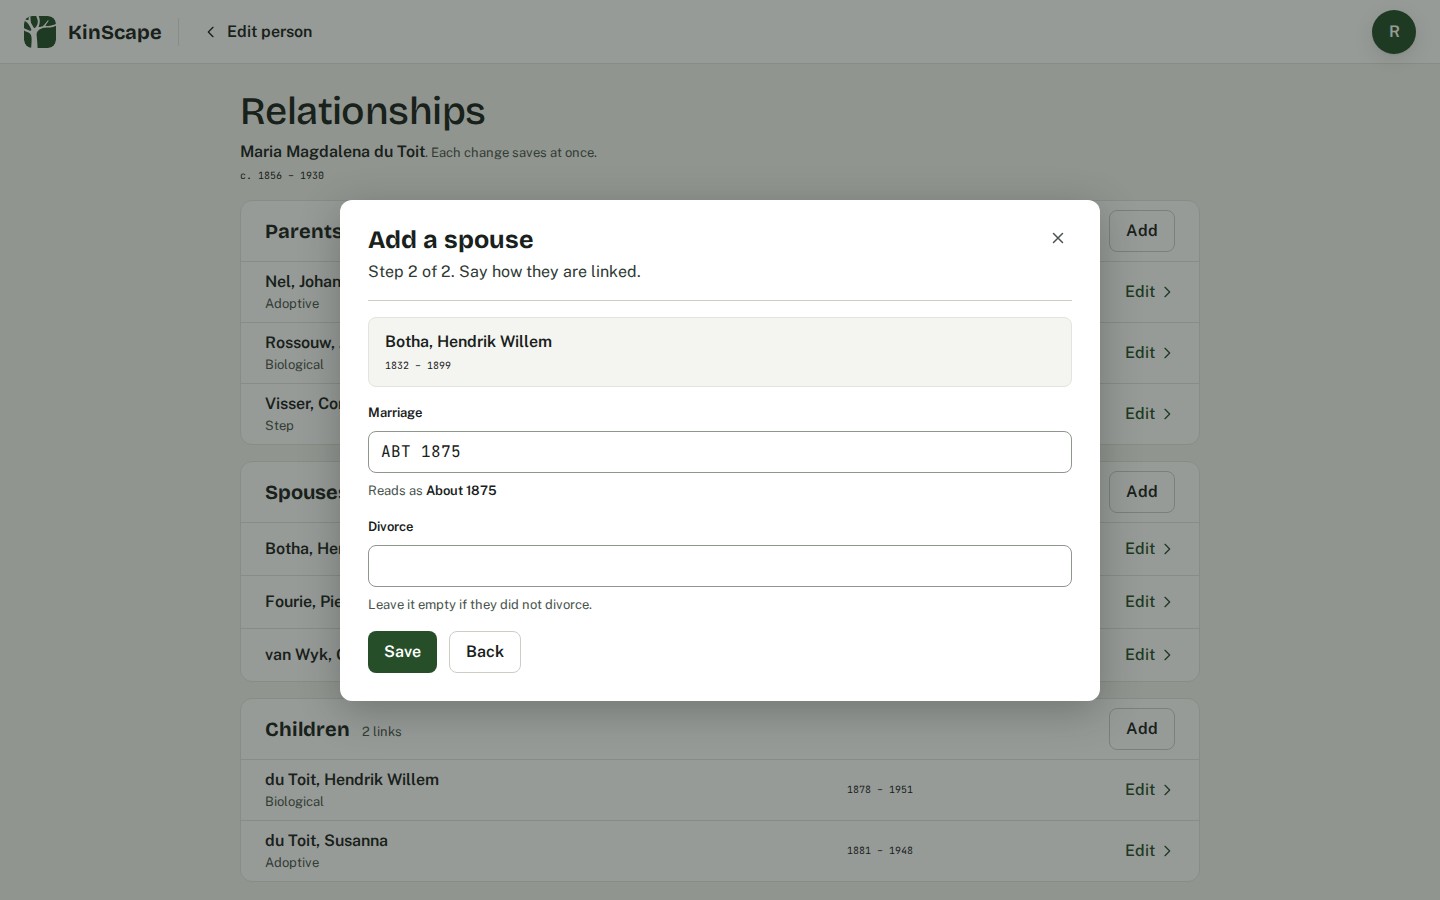 KinScape
Edit person
R
Relationships
Maria Magdalena du Toit. Each change saves at once.
c. 1856 – 1930
Parents
Add
Nel, Johan
Adoptive
Edit
Rossouw,
Biological
Edit
Visser, Co
Step
Edit
Spouses
Add
Botha, He
Edit
Fourie, Pie
Edit
van Wyk,
Edit
Add a spouse
Step 2 of 2. Say how they are linked.
Botha, Hendrik Willem
1832 – 1899
Marriage
ABT 1875
Reads as About 1875
Divorce
Leave it empty if they did not divorce.
Save
Back
Children 2 links
Add
du Toit, Hendrik Willem
Biological
1878 – 1951
Edit
du Toit, Susanna
Adoptive
1881 – 1948
Edit